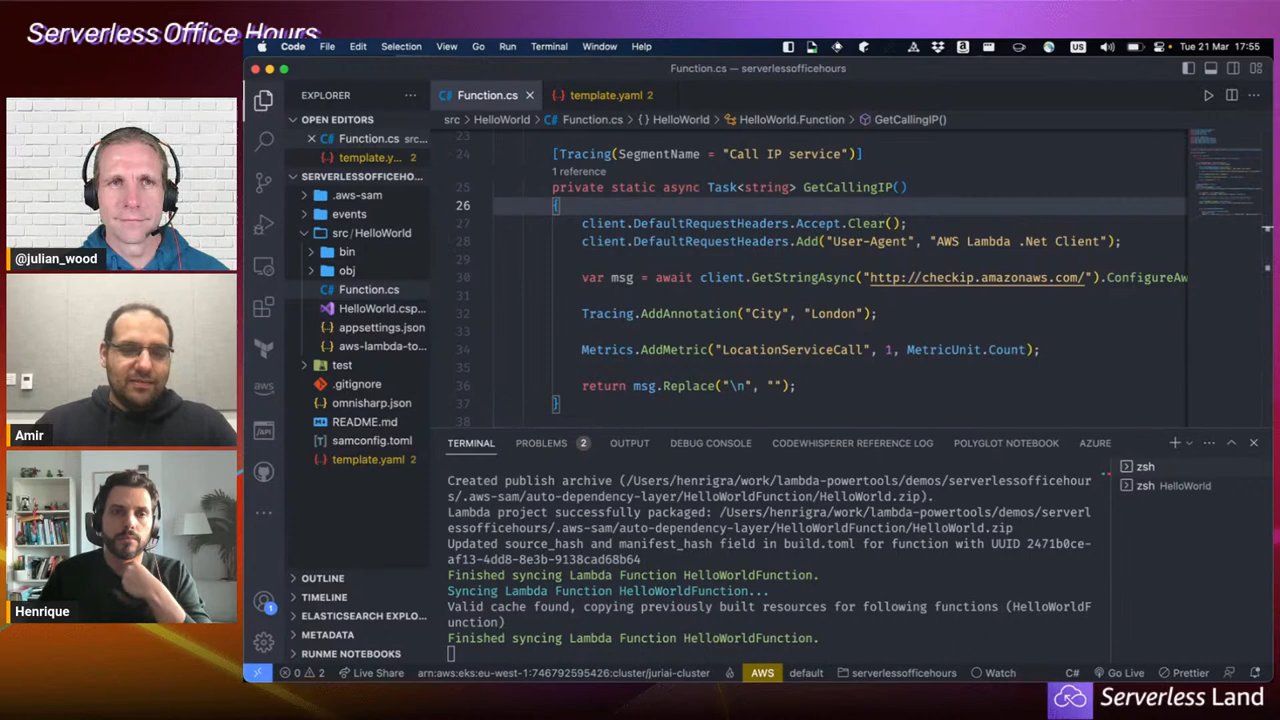 Serverless Office Hours
Code File Edit Selection View Go Run Terminal Window Help
US
Tue 21 Mar 17:55
Function.cs — serverlessofficehours
EXPLORER
OPEN EDITORS
Function.cs src...
template.y... 2
SERVERLESSOFFICEH...
.aws-sam
events
src/HelloWorld
bin
obj
Function.cs
HelloWorld.csp...
appsettings.json
aws-lambda-to...
test
.gitignore
omnisharp.json
README.md
samconfig.toml
template.yaml 2
OUTLINE
TIMELINE
ELASTICSEARCH EXPLO...
METADATA
RUNME NOTEBOOKS
aws
API
1
Function.cs
template.yaml 2
src > HelloWorld > Function.cs > {} HelloWorld > HelloWorld.Function > GetCallingIP()
23
24 [Tracing(SegmentName = "Call IP service")]
1 reference
25 private static async Task<string> GetCallingIP()
26 {
27 client.DefaultRequestHeaders.Accept.Clear();
28 client.DefaultRequestHeaders.Add("User-Agent", "AWS Lambda .Net Client");
29
30 var msg = await client.GetStringAsync("http://checkip.amazonaws.com/").ConfigureAw
31
32 Tracing.AddAnnotation("City", "London");
33
34 Metrics.AddMetric("LocationServiceCall", 1, MetricUnit.Count);
35
36 return msg.Replace("\n", "");
37 }
38
TERMINAL PROBLEMS 2 OUTPUT DEBUG CONSOLE CODEWHISPERER REFERENCE LOG POLYGLOT NOTEBOOK AZURE
Created publish archive (/Users/henrigra/work/lambda-powertools/demos/serverlessofficehour
s/.aws-sam/auto-dependency-layer/HelloWorldFunction/HelloWorld.zip).
Lambda project successfully packaged: /Users/henrigra/work/lambda-powertools/demos/serverl
essofficehours/.aws-sam/auto-dependency-layer/HelloWorldFunction/HelloWorld.zip
Updated source_hash and manifest_hash field in build.toml for function with UUID 2471b0ce-
af13-4dd8-8e3b-9138cad68b64
Finished syncing Lambda Function HelloWorldFunction.
Syncing Lambda Function HelloWorldFunction...
Valid cache found, copying previously built resources for following functions (HelloWorldF
unction)
Finished syncing Lambda Function HelloWorldFunction.
zsh
zsh HelloWorld
0 2 Live Share arn:aws:eks:eu-west-1:746792595426:cluster/juriai-cluster AWS default serverlessofficehours Watch C# Go Live Prettier
@julian_wood
Amir
Henrique
Serverless Land